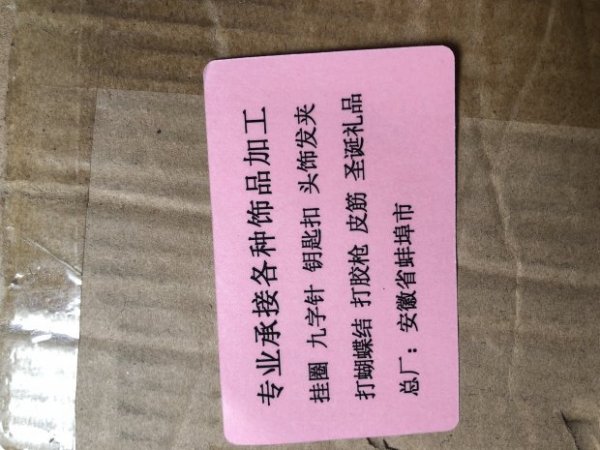 专业承接各种饰品加工
挂圈 九字针 钥匙扣 头饰发夹
打蝴蝶结 打胶枪 皮筋 圣诞礼品
总厂：安徽省蚌埠市